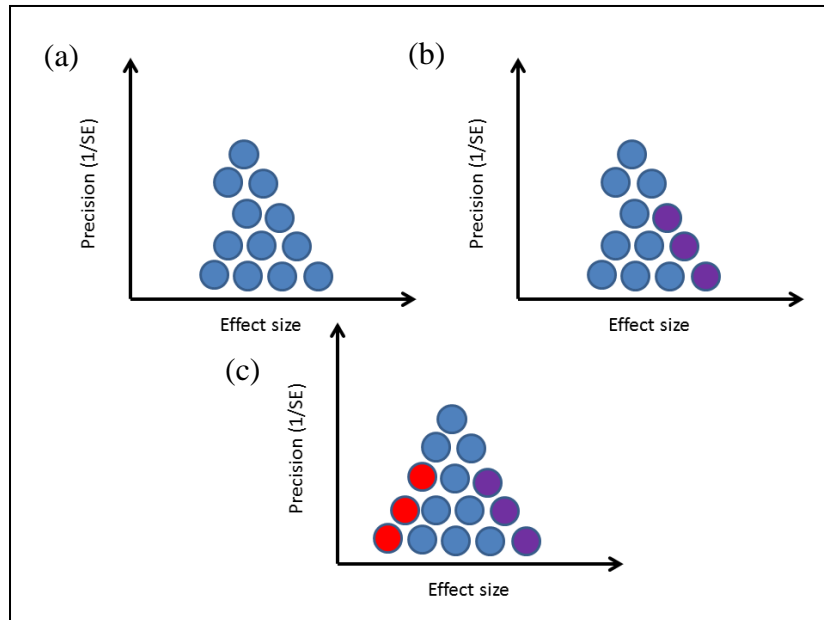 (a)
Precision (1/SE)
Effect size
(b)
Precision (1/SE)
Effect size
(c)
Precision (1/SE)
Effect size